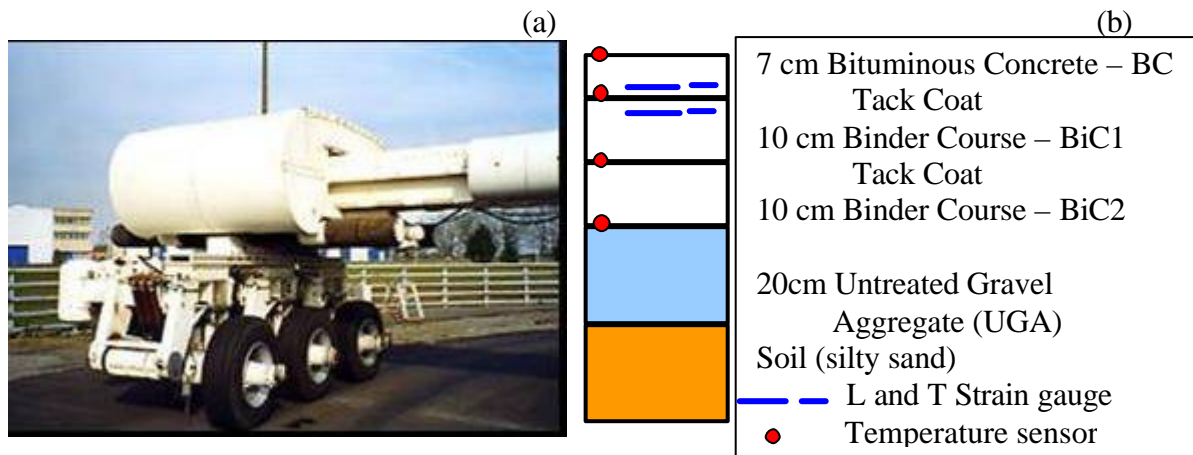 (a)
(b)
7 cm Bituminous Concrete – BC
Tack Coat
10 cm Binder Course – BiC1
Tack Coat
10 cm Binder Course – BiC2
20cm Untreated Gravel
Aggregate (UGA)
Soil (silty sand)
L and T Strain gauge
Temperature sensor